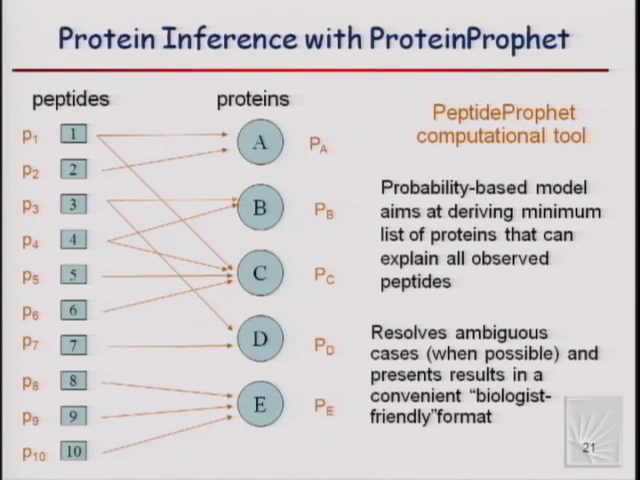 Protein Inference with ProteinProphet
peptides
proteins
p1 1
p2 2
p3 3
p4 4
p5 5
p6 6
p7 7
p8 8
p9 9
p10 10
A PA
B PB
C PC
D PD
E PE
PeptideProphet
computational tool
Probability-based model
aims at deriving minimum
list of proteins that can
explain all observed
peptides
Resolves ambiguous
cases (when possible) and
presents results in a
convenient "biologist-
friendly"format
21